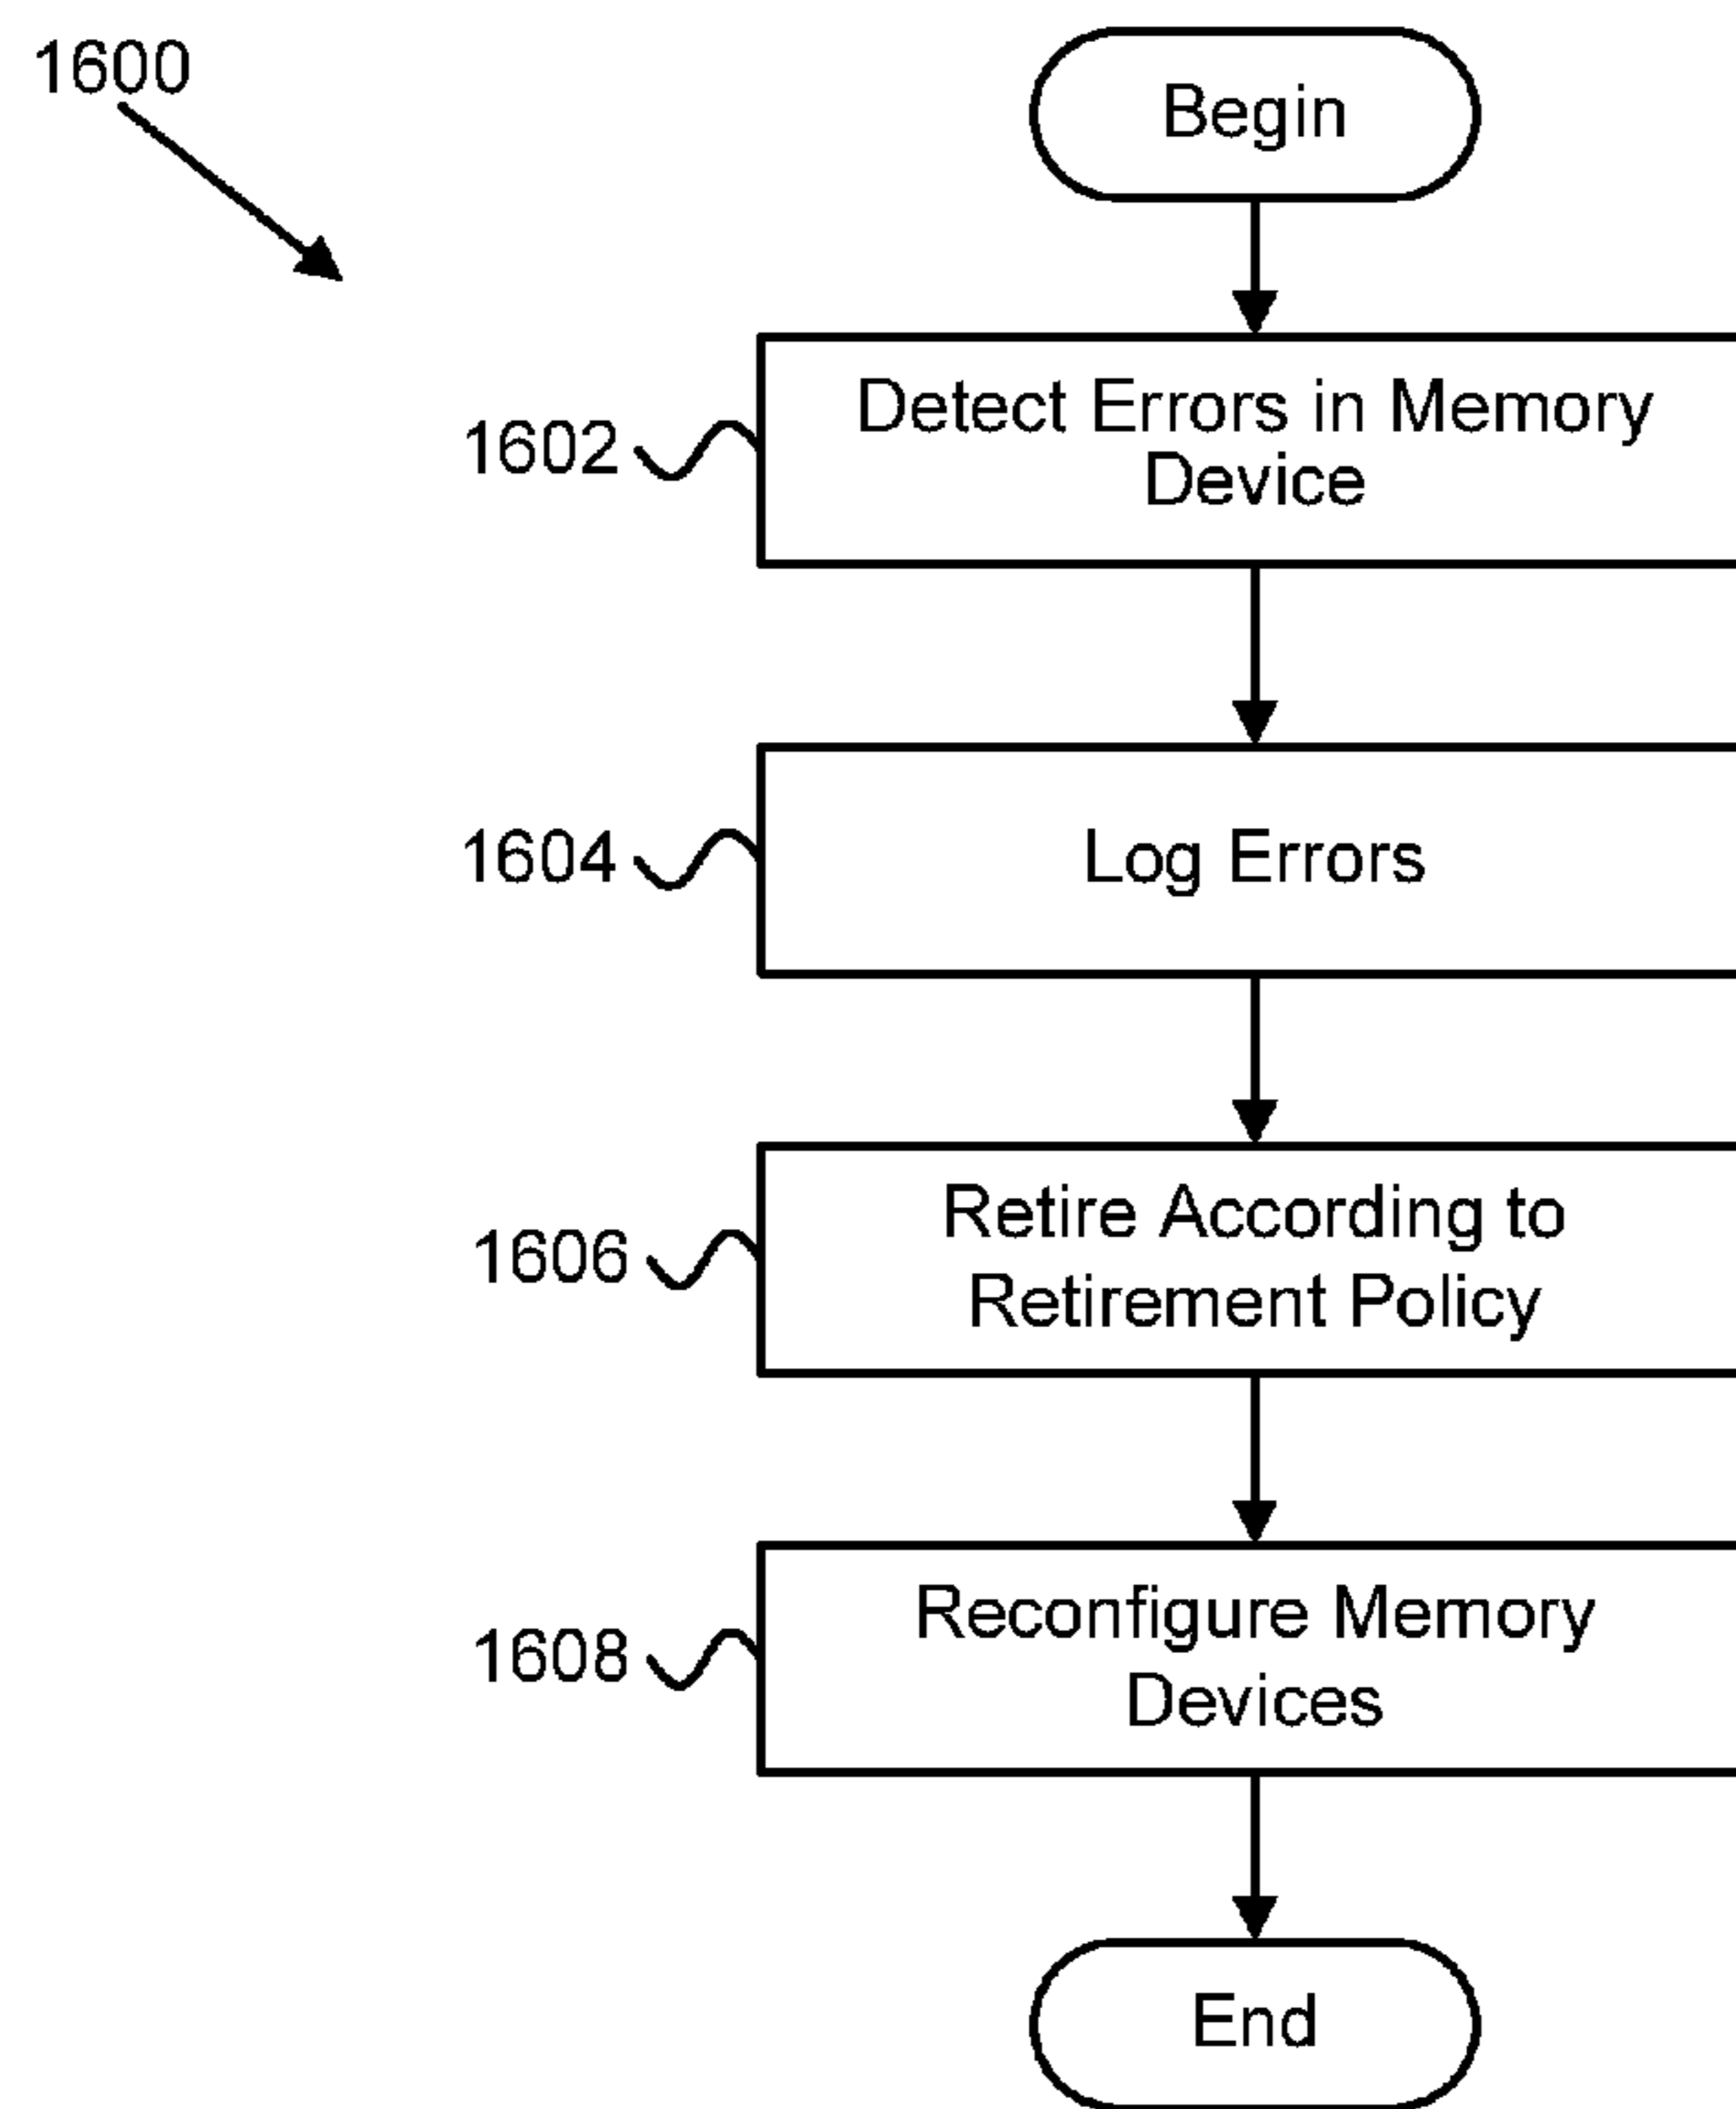 1600
Begin
1602
Detect Errors in Memory
Device
1604
Log Errors
1606
Retire According to
Retirement Policy
1608
Reconfigure Memory
Devices
End